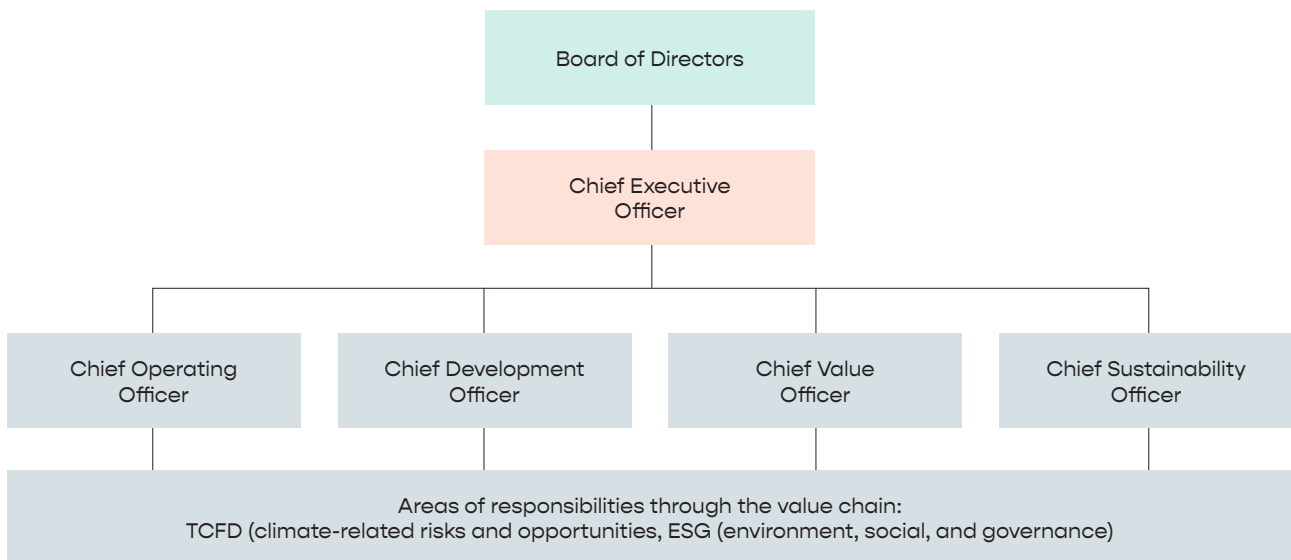 Board of Directors
Chief Executive
Officer
Chief Operating
Officer
Chief Development
Officer
Chief Value
Officer
Chief Sustainability
Officer
Areas of responsibilities through the value chain:
TCFD (climate-related risks and opportunities, ESG (environment, social, and governance)